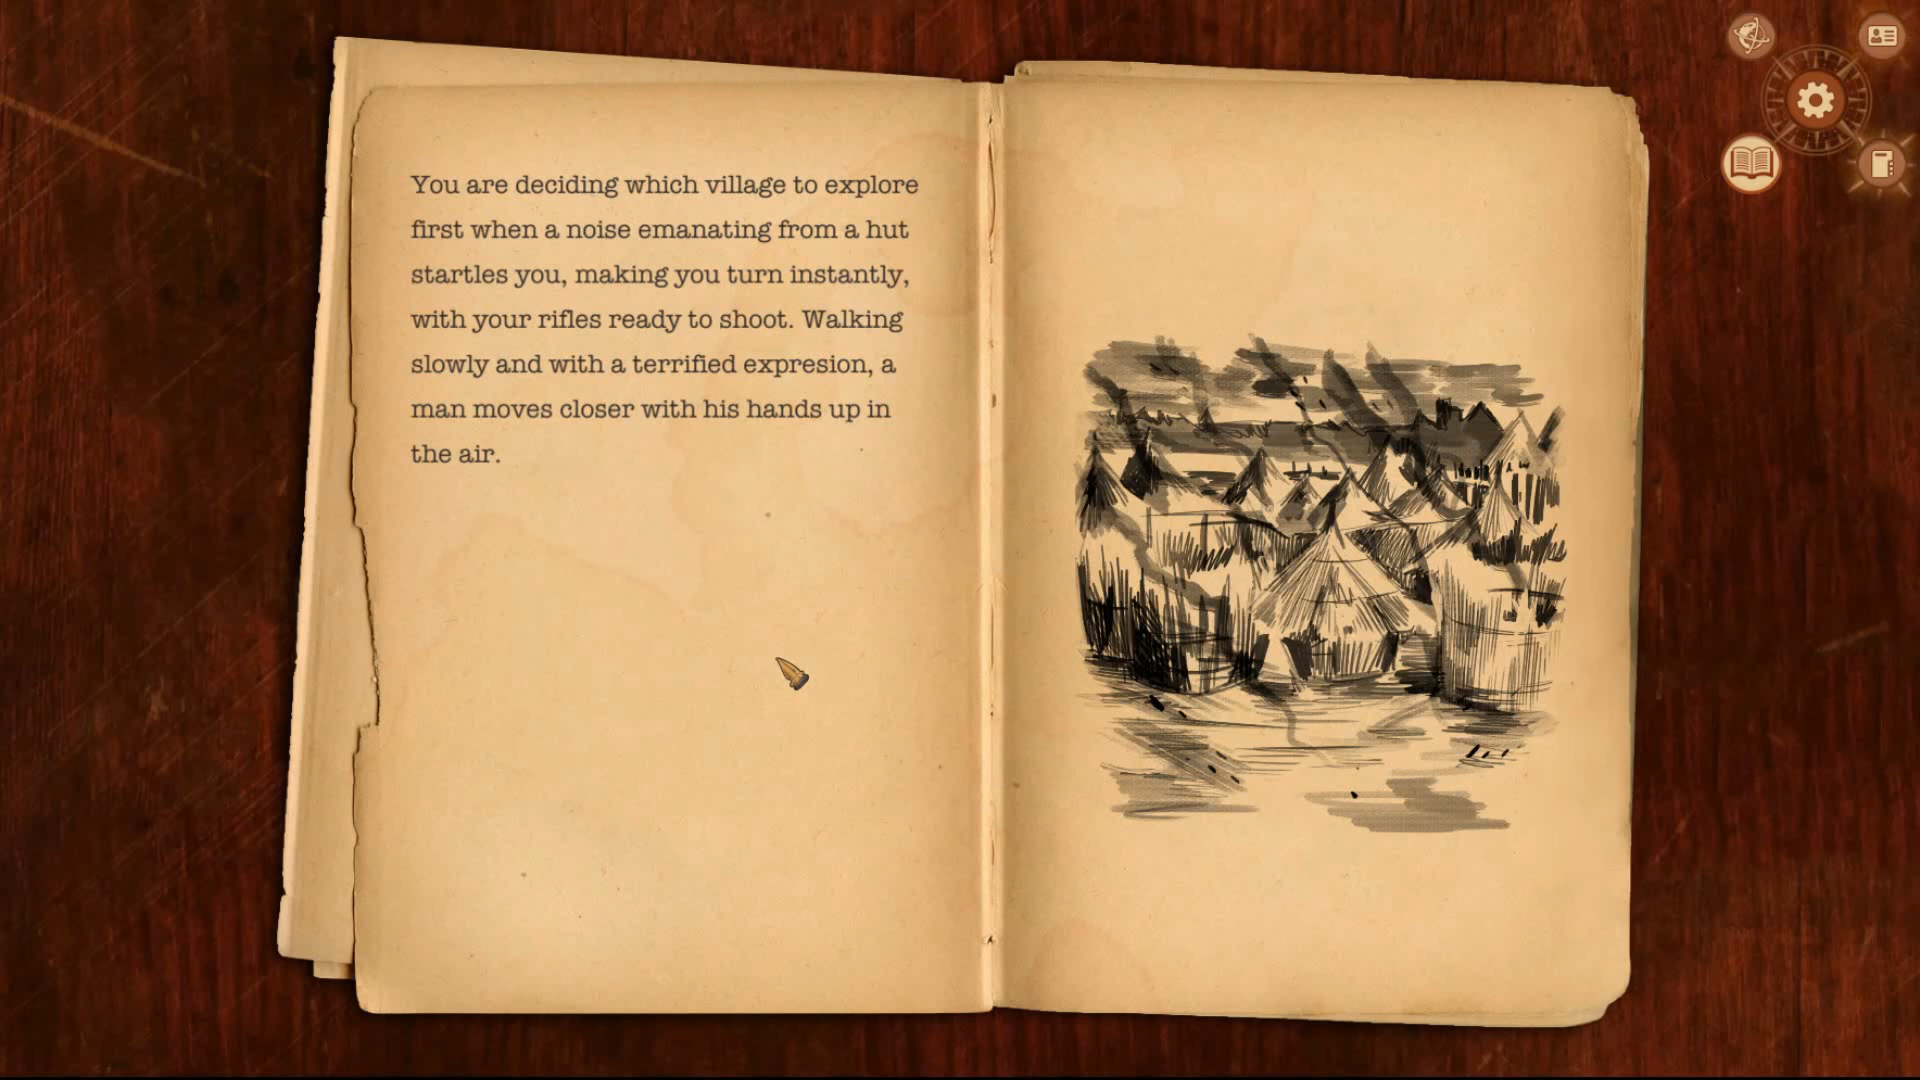 You are deciding which village to explore
first when a noise emanating from a hut
startles you, making you turn instantly,
with your rifles ready to shoot. Walking
slowly and with a terrified expresion, a
man moves closer with his hands up in
the air.